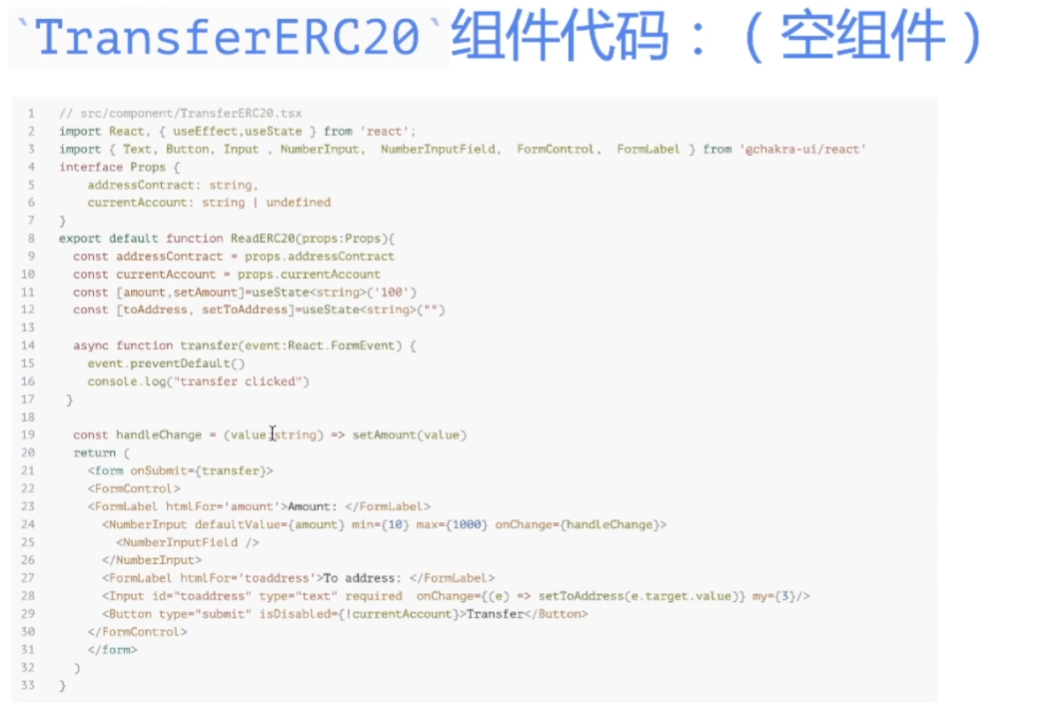 `TransferERC20`组件代码：（空组件）
1 // src/component/TransferERC20.tsx
2 import React, { useEffect,useState } from 'react';
3 import { Text, Button, Input , NumberInput,  NumberInputField,  FormControl,  FormLabel } from '@chakra-ui/react'
4 interface Props {
5     addressContract: string,
6     currentAccount: string | undefined
7 }
8 export default function ReadERC20(props:Props){
9   const addressContract = props.addressContract
10   const currentAccount = props.currentAccount
11   const [amount,setAmount]=useState<string>('100')
12   const [toAddress, setToAddress]=useState<string>("")
13
14   async function transfer(event:React.FormEvent) {
15     event.preventDefault()
16     console.log("transfer clicked")
17  }
18
19   const handleChange = (value:string) => setAmount(value)
20   return (
21     <form onSubmit={transfer}>
22     <FormControl>
23     <FormLabel htmlFor='amount'>Amount: </FormLabel>
24       <NumberInput defaultValue={amount} min={10} max={1000} onChange={handleChange}>
25         <NumberInputField />
26       </NumberInput>
27       <FormLabel htmlFor='toaddress'>To address: </FormLabel>
28       <Input id="toaddress" type="text" required  onChange={(e) => setToAddress(e.target.value)} my={3}/>
29       <Button type="submit" isDisabled={!currentAccount}>Transfer</Button>
30     </FormControl>
31     </form>
32   )
33 }